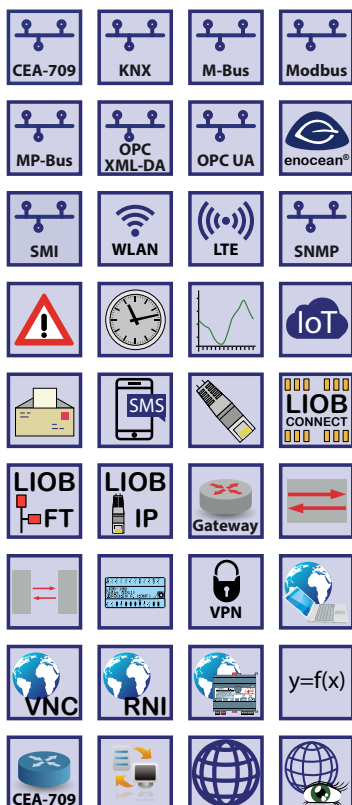 CEA-709
KNX
M-Bus
Modbus
MP-Bus
OPC
XML-DA
OPC UA
enocean®
SMI
WLAN
LTE
SNMP
IoT
SMS
LIOB
CONNECT
LIOB
FT
LIOB
IP
Gateway
VPN
VNC
RNI
y=f(x)
CEA-709